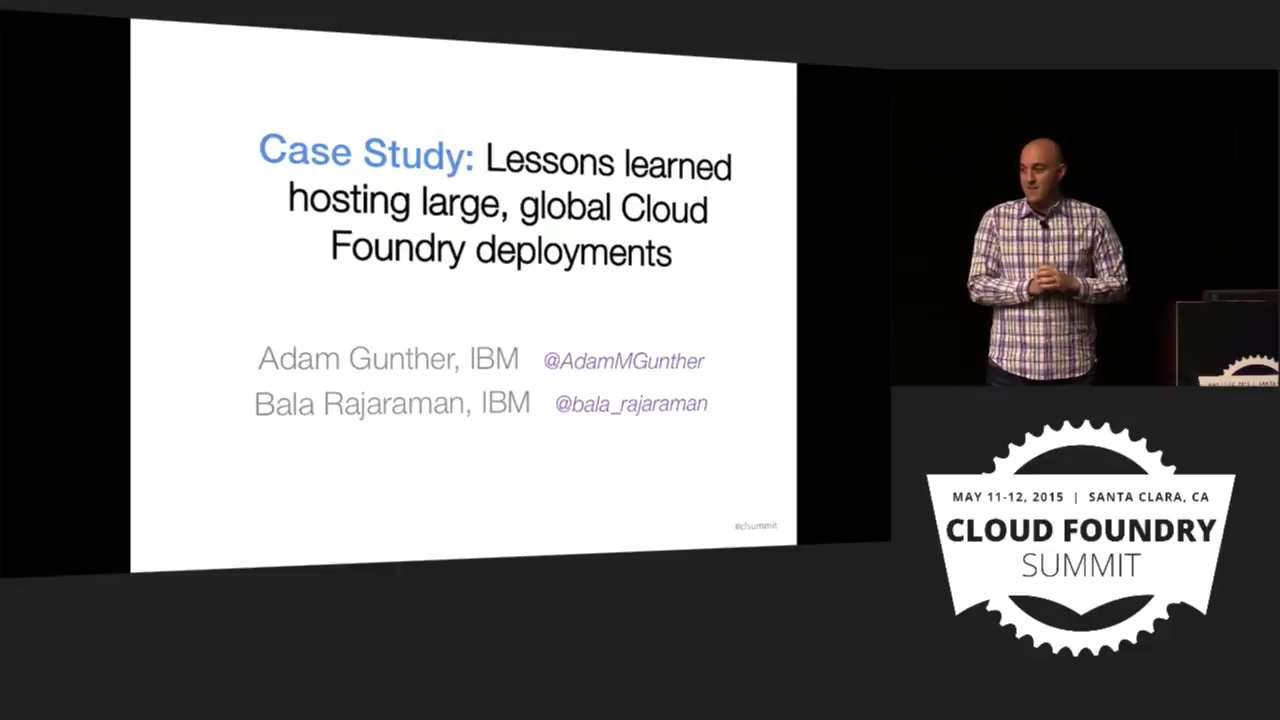 Case Study: Lessons learned
hosting large, global Cloud
Foundry deployments
Adam Gunther, IBM @AdamMGunther
Bala Rajaraman, IBM @bala_rajaraman
#cfsummit
MAY 11-12, 2015 | SANTA CLARA, CA
CLOUD FOUNDRY
SUMMIT